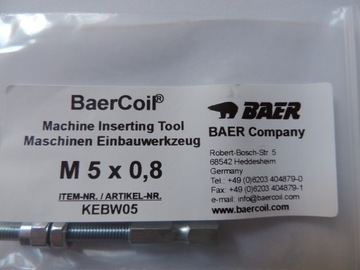 BaerCoil®
Machine Inserting Tool
Maschinen Einbauwerkzeug
M 5 x 0,8
ITEM-NR. / ARTIKEL-NR.
KEBW05
BAER
BAER Company
Robert-Bosch-Str. 5
68542 Heddesheim
Germany
Tel.: +49 (0)6203 404879-0
Fax.: +49 (0)6203 404879-1
e-mail: info@baercoil.com
www.baercoil.com